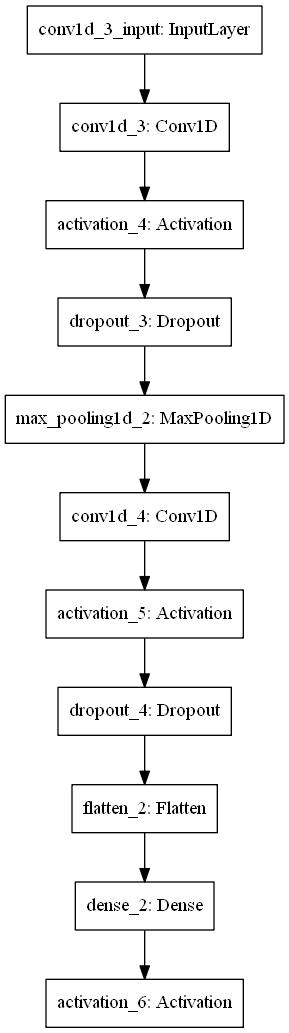 conv1d_3_input: InputLayer
conv1d_3: Conv1D
activation_4: Activation
dropout_3: Dropout
max_pooling1d_2: MaxPooling1D
conv1d_4: Conv1D
activation_5: Activation
dropout_4: Dropout
flatten_2: Flatten
dense_2: Dense
activation_6: Activation